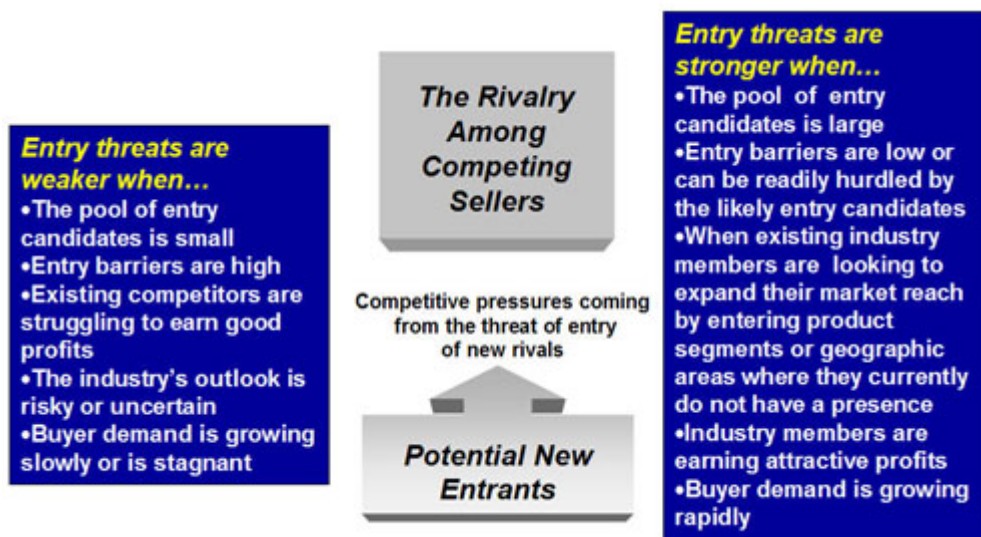 Entry threats are
weaker when…
•The pool of entry
candidates is small
•Entry barriers are high
•Existing competitors are
struggling to earn good
profits
•The industry's outlook is
risky or uncertain
•Buyer demand is growing
slowly or is stagnant
The Rivalry
Among
Competing
Sellers
Competitive pressures coming
from the threat of entry
of new rivals
Potential New
Entrants
Entry threats are
stronger when…
•The pool of entry
candidates is large
•Entry barriers are low or
can be readily hurdled by
the likely entry candidates
•When existing industry
members are looking to
expand their market reach
by entering product
segments or geographic
areas where they currently
do not have a presence
•Industry members are
earning attractive profits
•Buyer demand is growing
rapidly